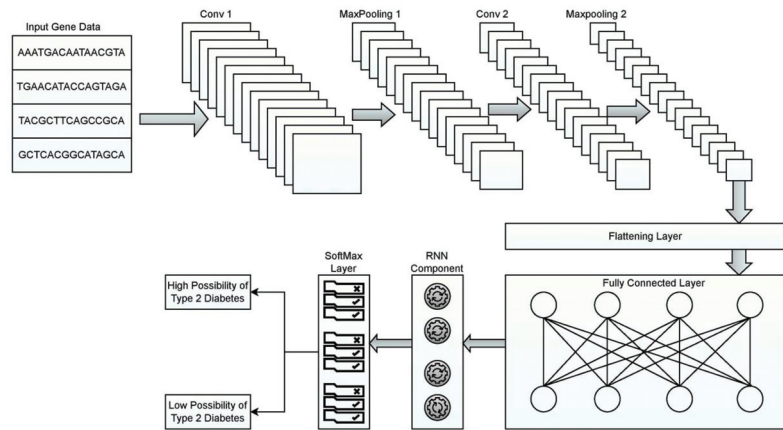 Input Gene Data
AAATGACAATAACGTA
TGAACATACCAGTAGA
TACGCTTCAGCCGCA
GCTCACGGCATAGCA
Conv 1
MaxPooling 1
Conv 2
Maxpooling 2
Flattening Layer
Fully Connected Layer
RNN
Component
SoftMax
Layer
High Possibility of
Type 2 Diabetes
Low Possibility of
Type 2 Diabetes